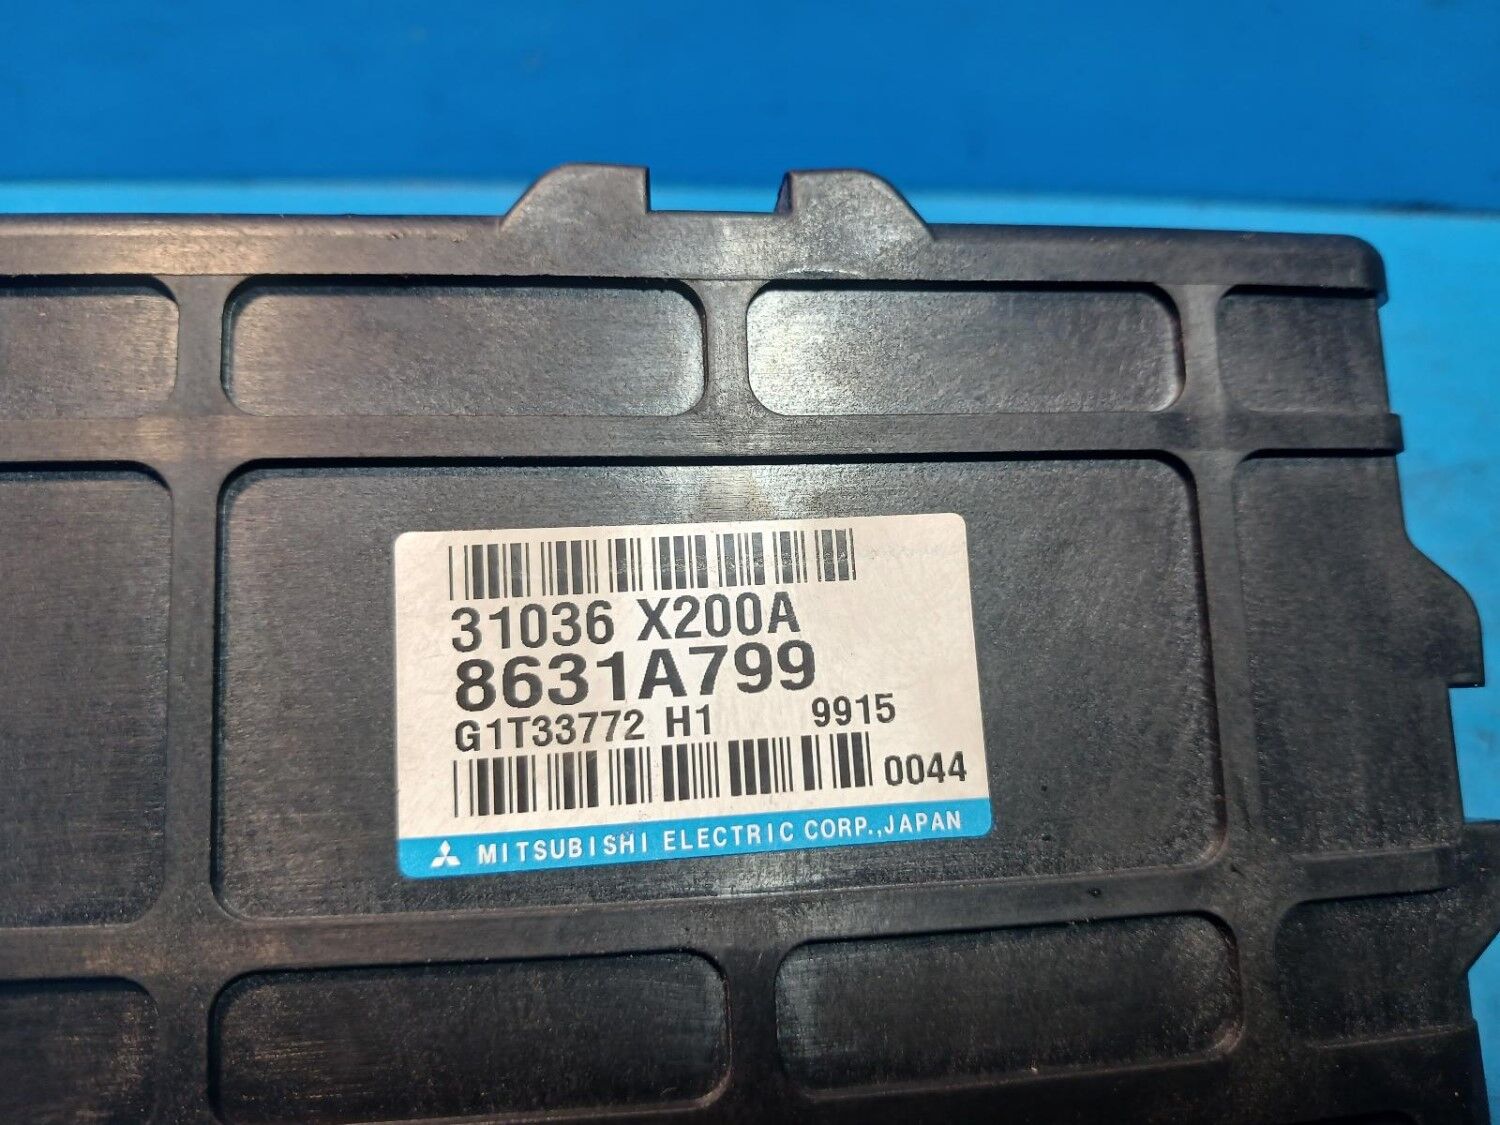 31036 X200A
8631A799
G1T33772 H1 9915
0044
MITSUBISHI ELECTRIC CORP., JAPAN